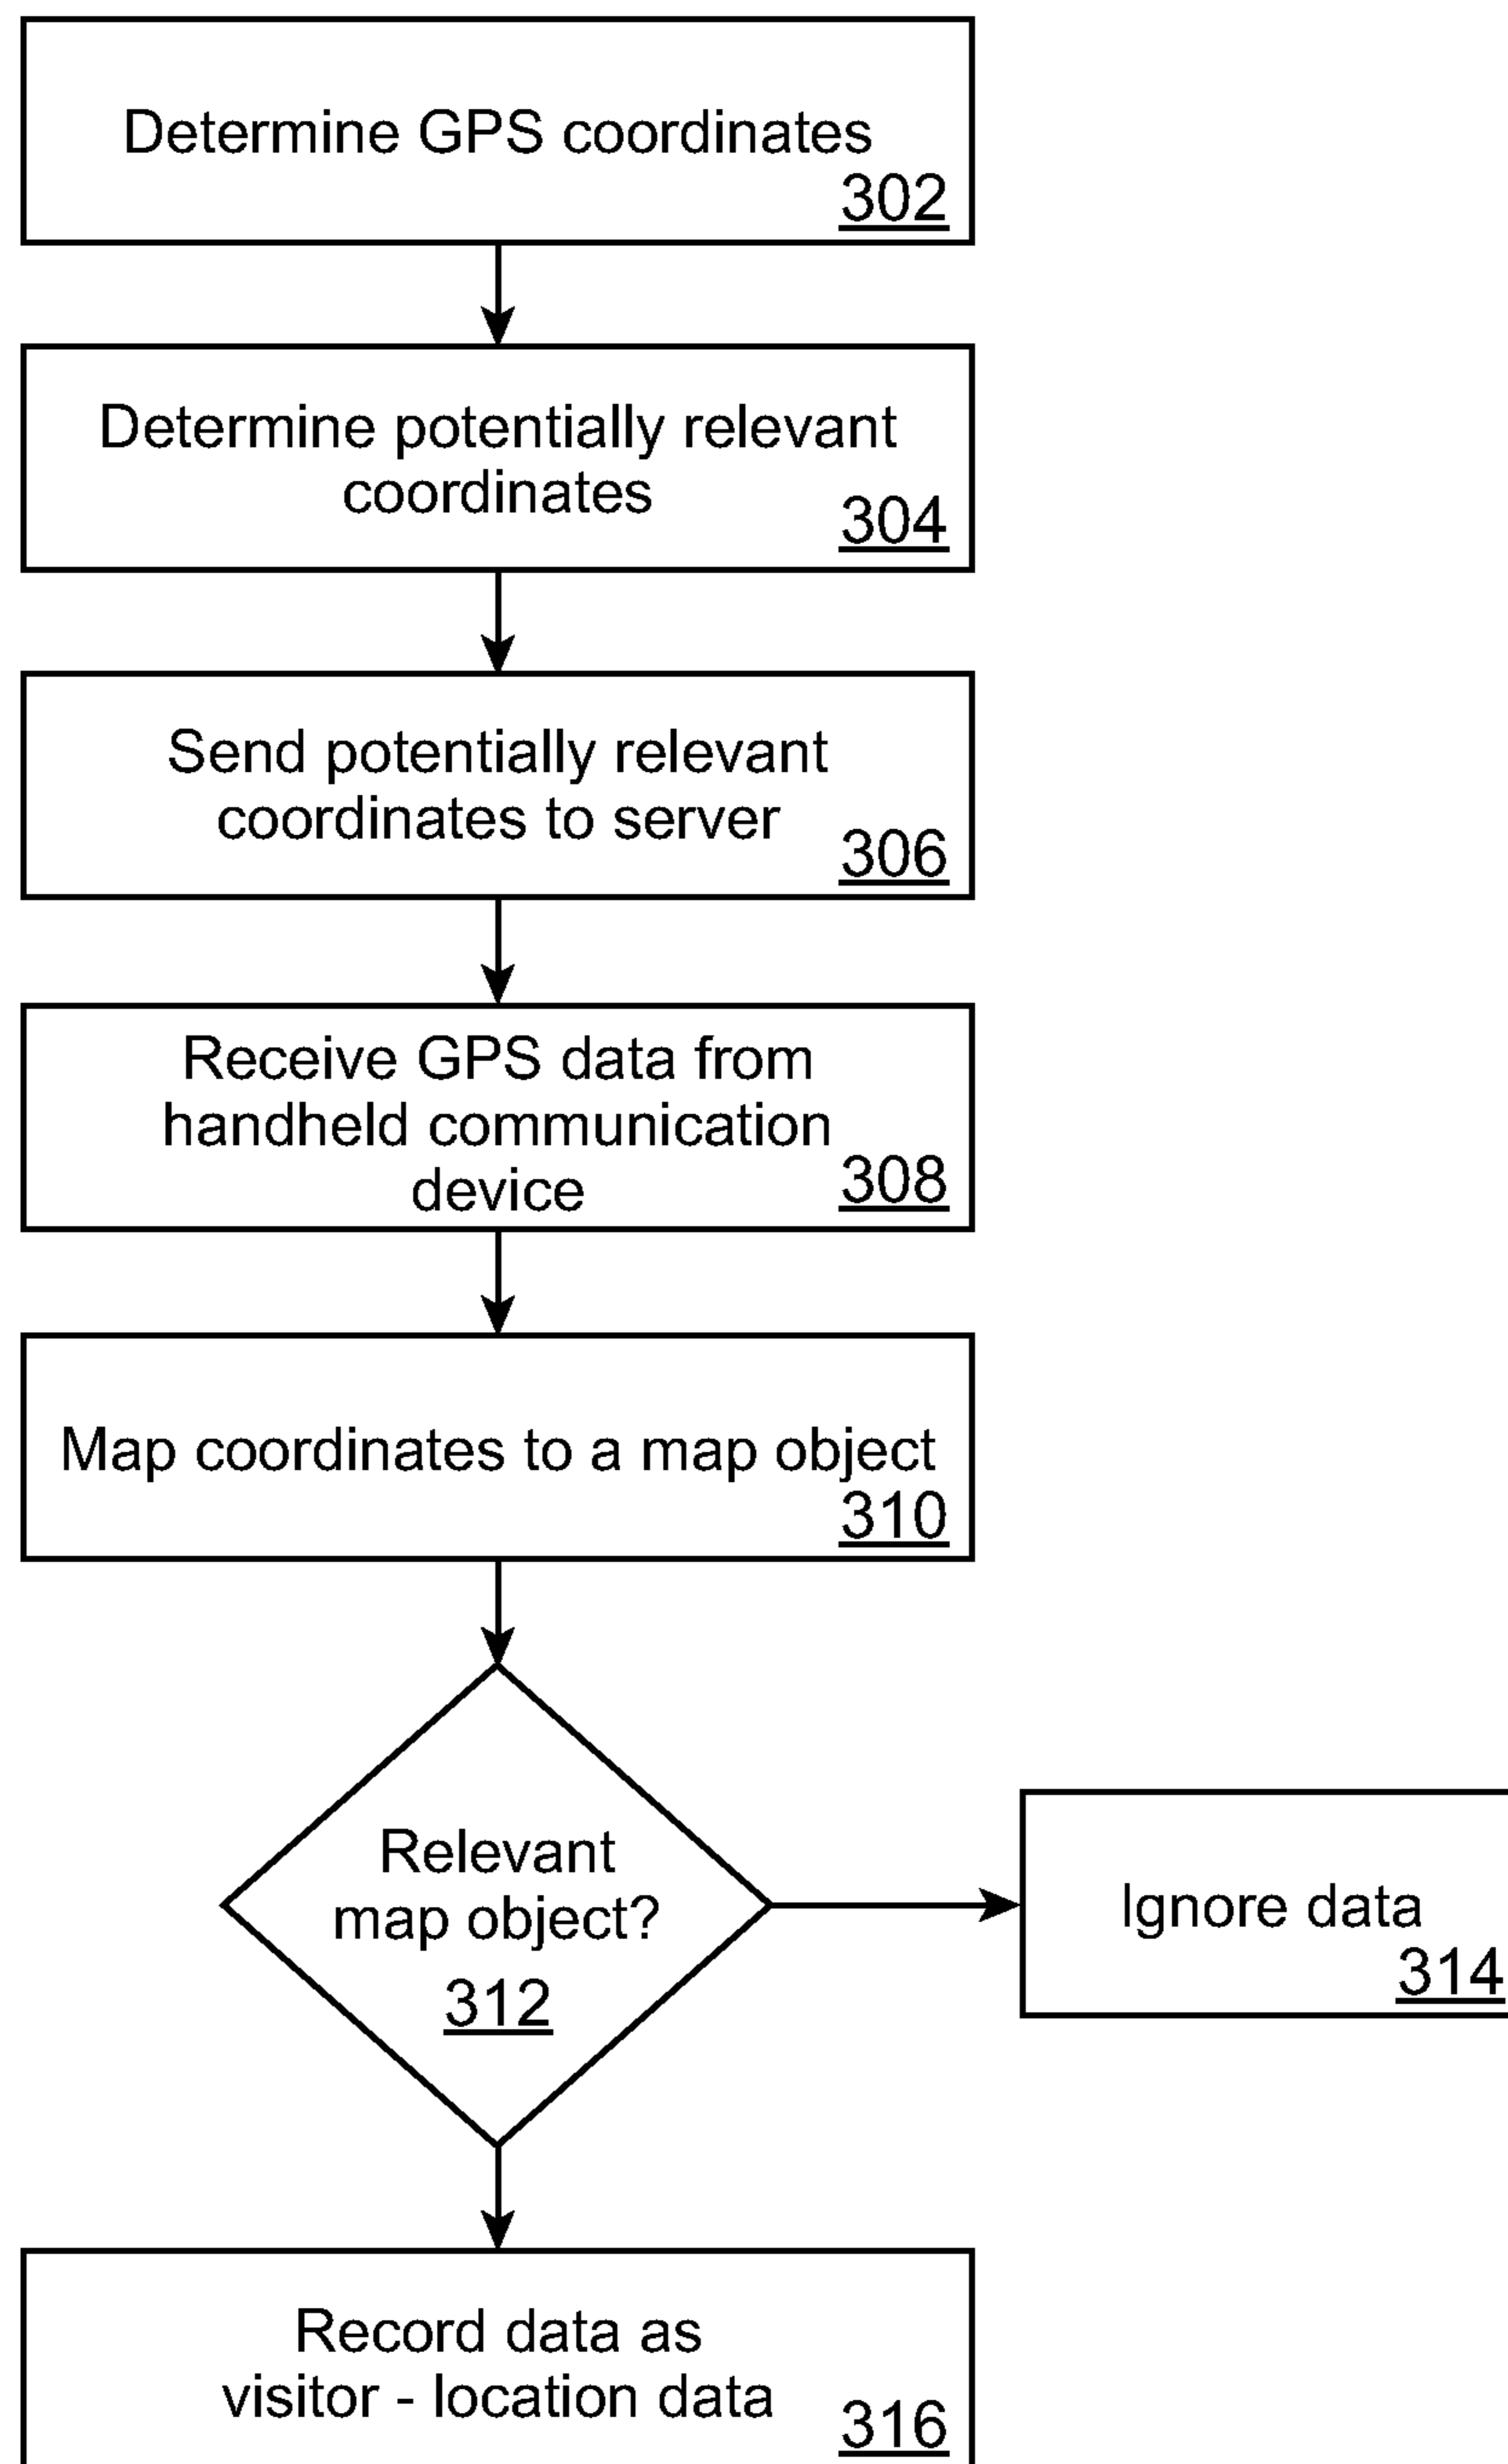 Determine GPS coordinates
302
Determine potentially relevant
coordinates
304
Send potentially relevant
coordinates to server
306
Receive GPS data from
handheld communication
device
308
Map coordinates to a map object
310
Relevant
map object?
312
Ignore data
314
Record data as
visitor - location data
316